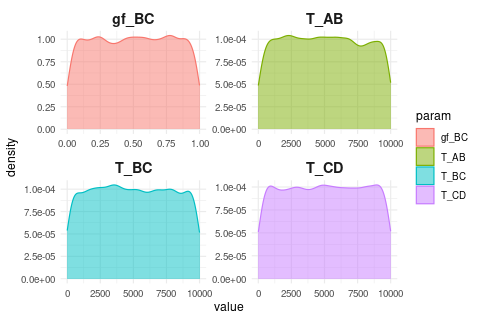 gf_BC
T_AB
1.00
0.75
0.50
0.25
0.00
0.00 0.25 0.50 0.75 1.00
1.0e-04
7.5e-05
5.0e-05
2.5e-05
0.0e+00
0 2500 5000 7500 10000
T_BC
T_CD
1.0e-04
7.5e-05
5.0e-05
2.5e-05
0.0e+00
0 2500 5000 7500 10000
1.0e-04
7.5e-05
5.0e-05
2.5e-05
0.0e+00
0 2500 5000 7500 10000
density
value
param
gf_BC
T_AB
T_BC
T_CD